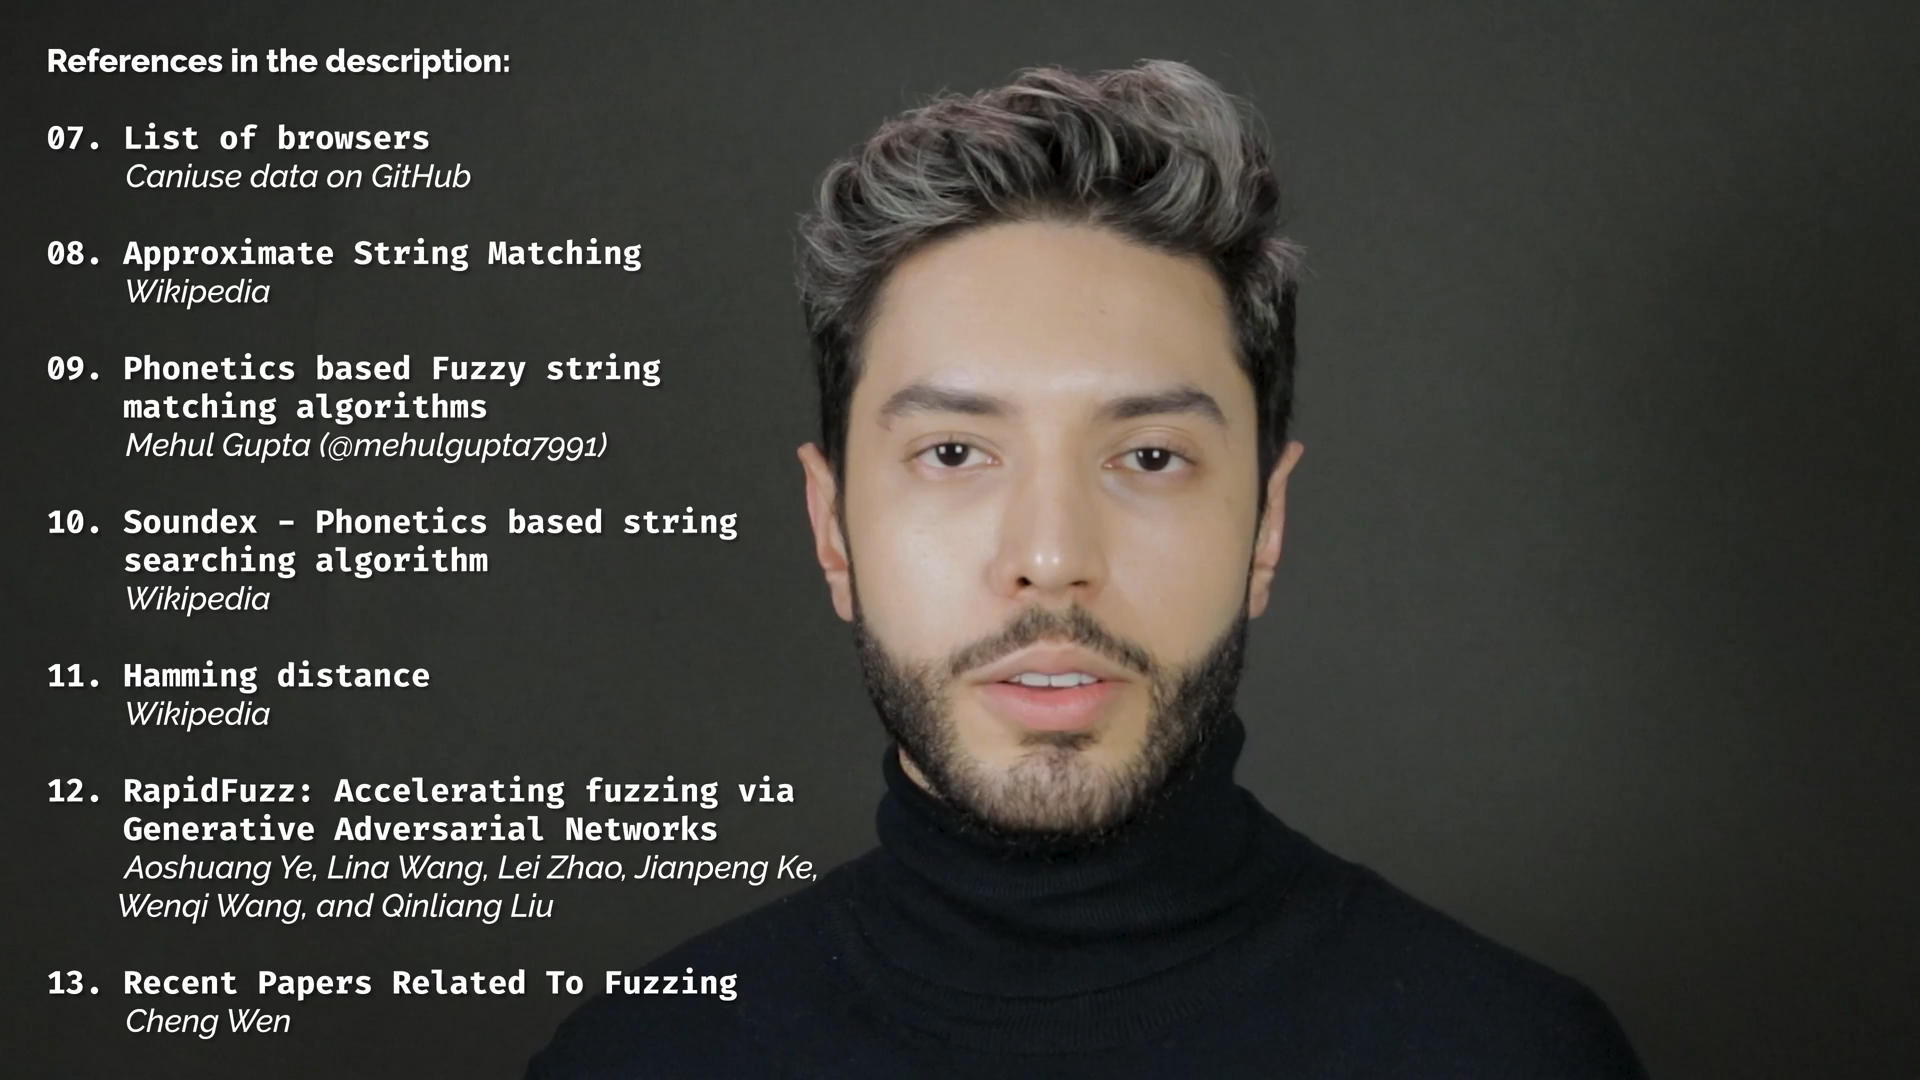 References in the description:
07. List of browsers
Caniuse data on GitHub
08. Approximate String Matching
Wikipedia
09. Phonetics based Fuzzy string
matching algorithms
Mehul Gupta (@mehulgupta7991)
10. Soundex – Phonetics based string
searching algorithm
Wikipedia
11. Hamming distance
Wikipedia
12. RapidFuzz: Accelerating fuzzing via
Generative Adversarial Networks
Aoshuang Ye, Lina Wang, Lei Zhao, Jianpeng Ke,
Wenqi Wang, and Qinliang Liu
13. Recent Papers Related To Fuzzing
Cheng Wen